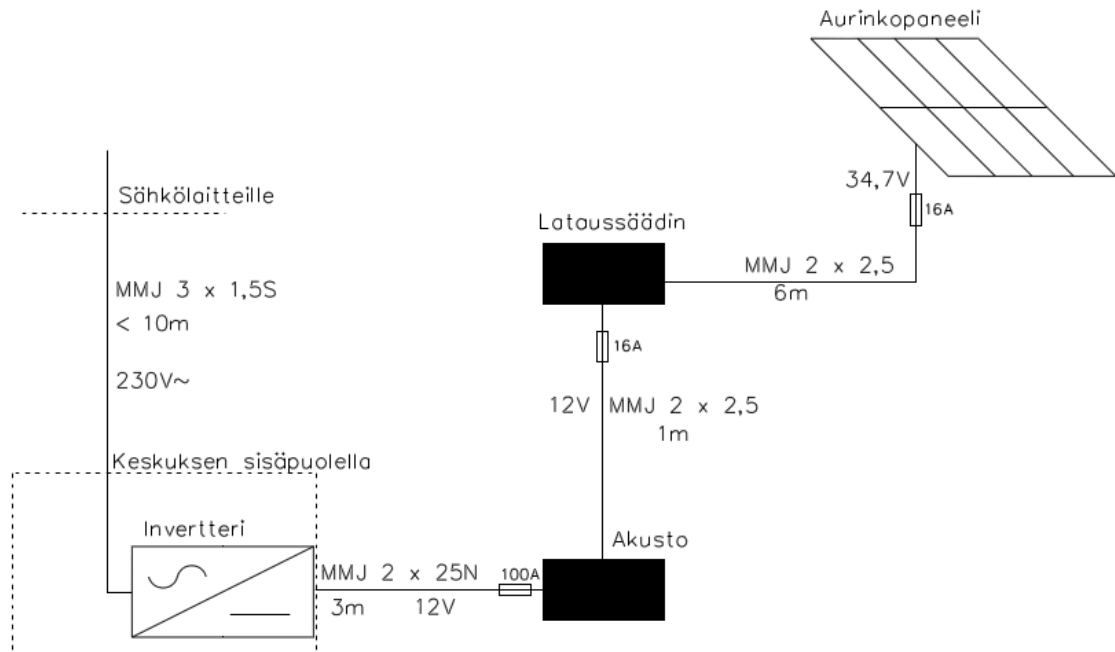 Aurinkopaneeli
34,7V
16A
Sähkölaitteille
Lataussäädin
MMJ 2 x 2,5
6m
MMJ 3 x 1,5S
< 10m
16A
230V~
12V MMJ 2 x 2,5
1m
Keskuksen sisäpuolella
Invertteri
Akusto
MMJ 2 x 25N
100A
3m
12V